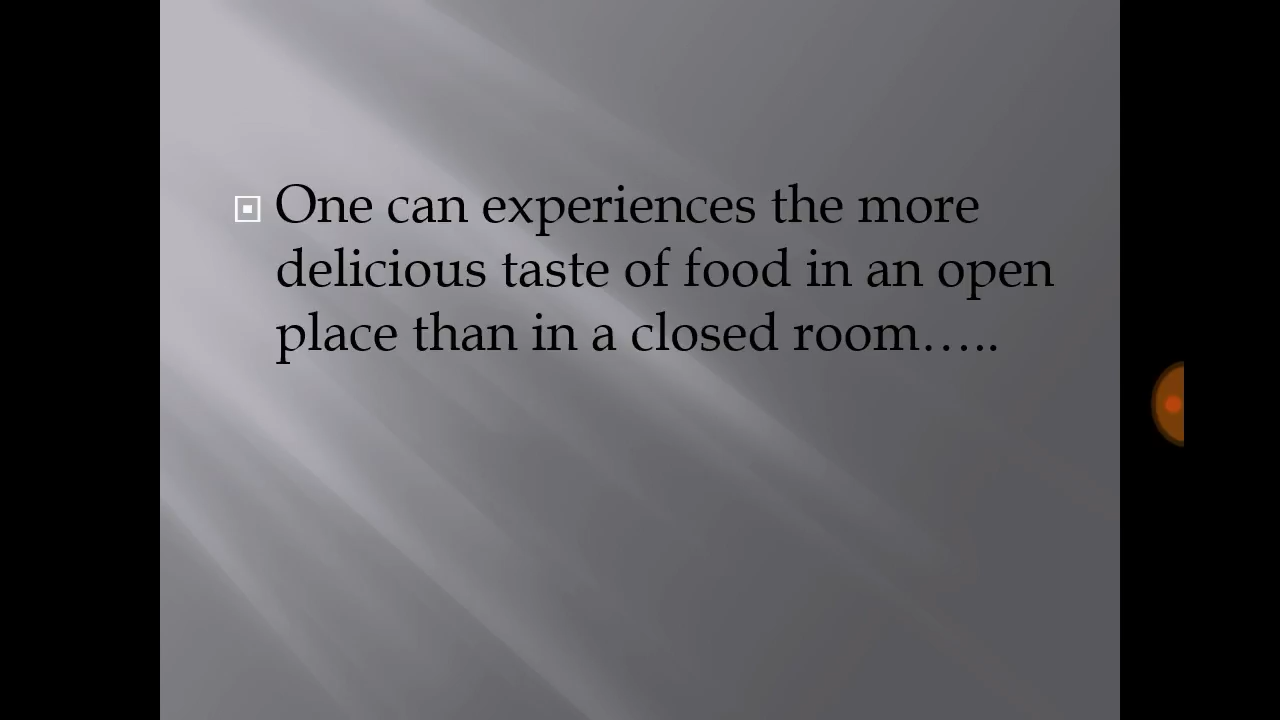 One can experiences the more
delicious taste of food in an open
place than in a closed room…..